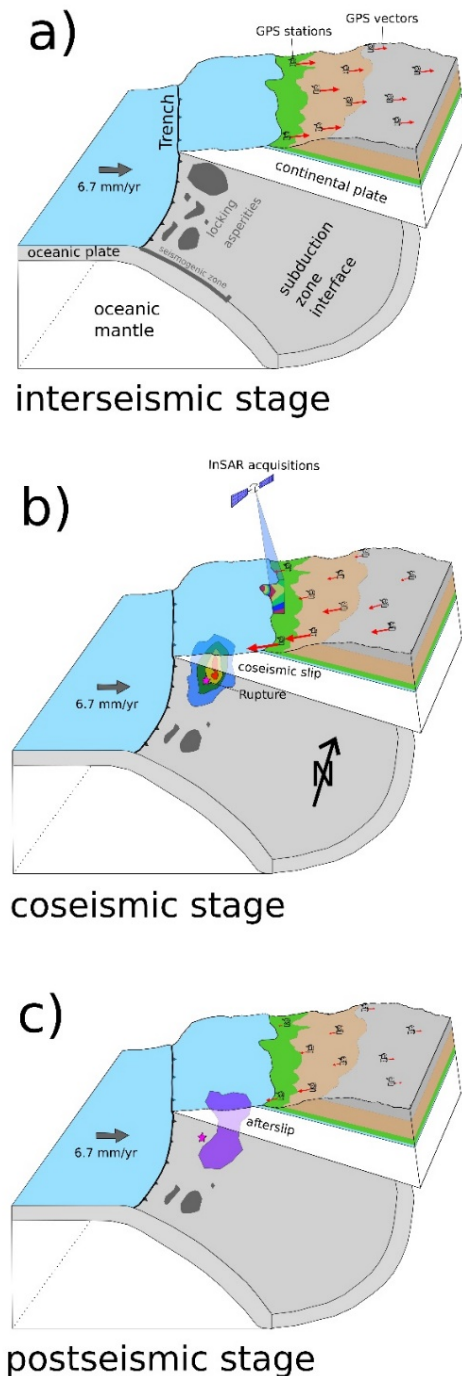 a)
GPS stations
GPS vectors
Trench
6.7 mm/yr
continental plate
locking
asperities
seismogenic zone
oceanic plate
subduction
zone
interface
oceanic
mantle
interseismic stage
InSAR acquisitions
b)
coseismic slip
6.7 mm/yr
Rupture
N
coseismic stage
c)
afterslip
6.7 mm/yr
postseismic stage